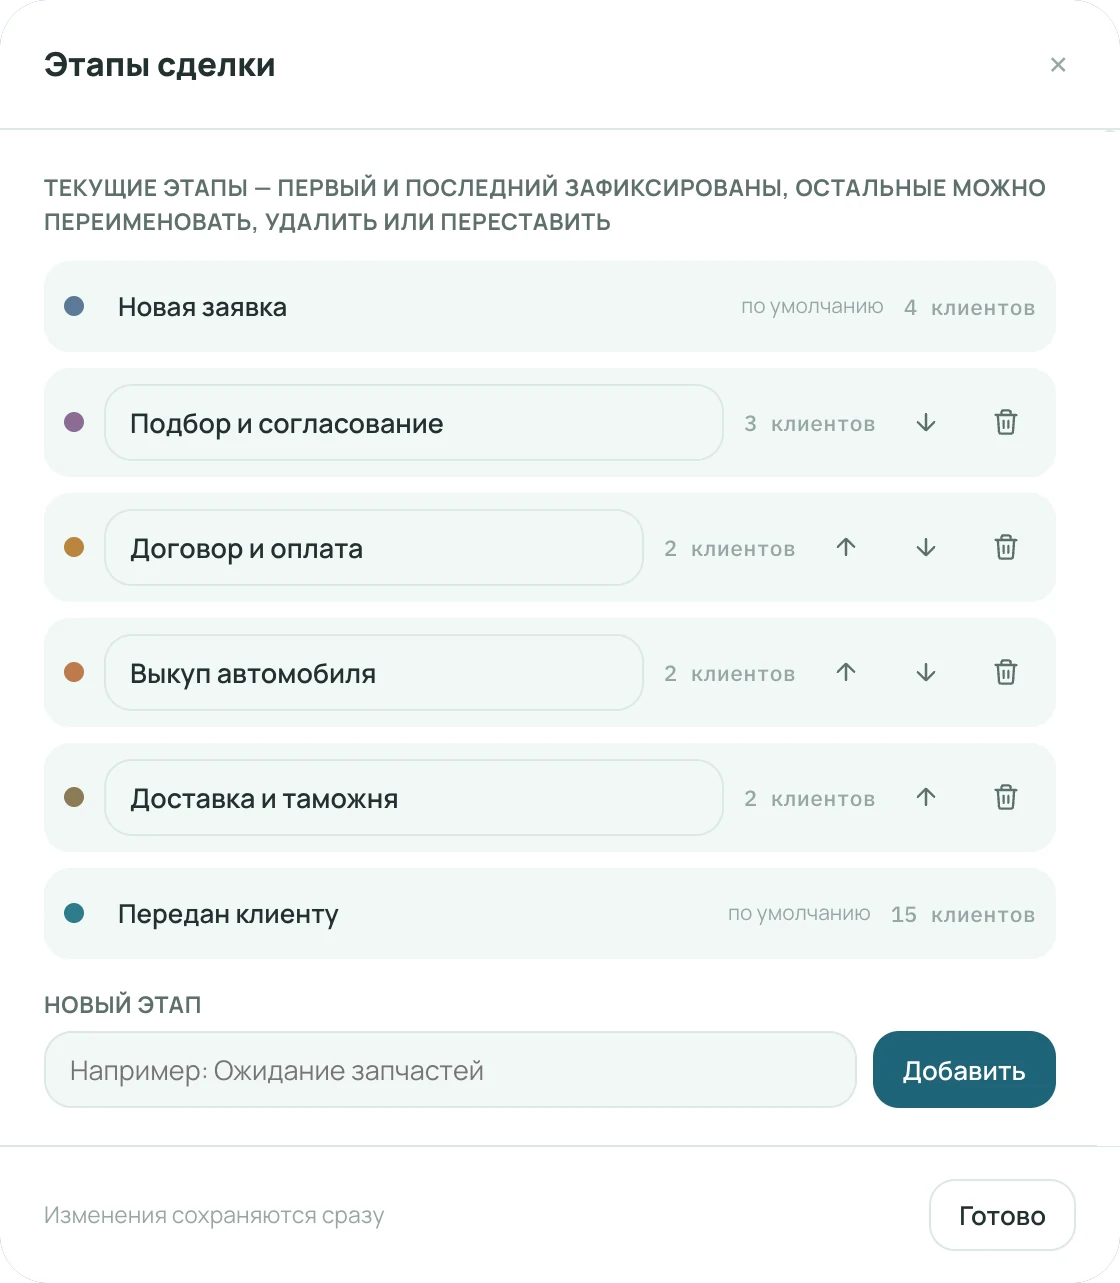 Этапы сделки
×
ТЕКУЩИЕ ЭТАПЫ — ПЕРВЫЙ И ПОСЛЕДНИЙ ЗАФИКСИРОВАНЫ, ОСТАЛЬНЫЕ МОЖНО
ПЕРЕИМЕНОВАТЬ, УДАЛИТЬ ИЛИ ПЕРЕСТАВИТЬ
Новая заявка по умолчанию 4 клиентов
Подбор и согласование 3 клиентов ↓
Договор и оплата 2 клиентов ↑ ↓
Выкуп автомобиля 2 клиентов ↑ ↓
Доставка и таможня 2 клиентов ↑
Передан клиенту по умолчанию 15 клиентов
НОВЫЙ ЭТАП
Например: Ожидание запчастей Добавить
Изменения сохраняются сразу Готово